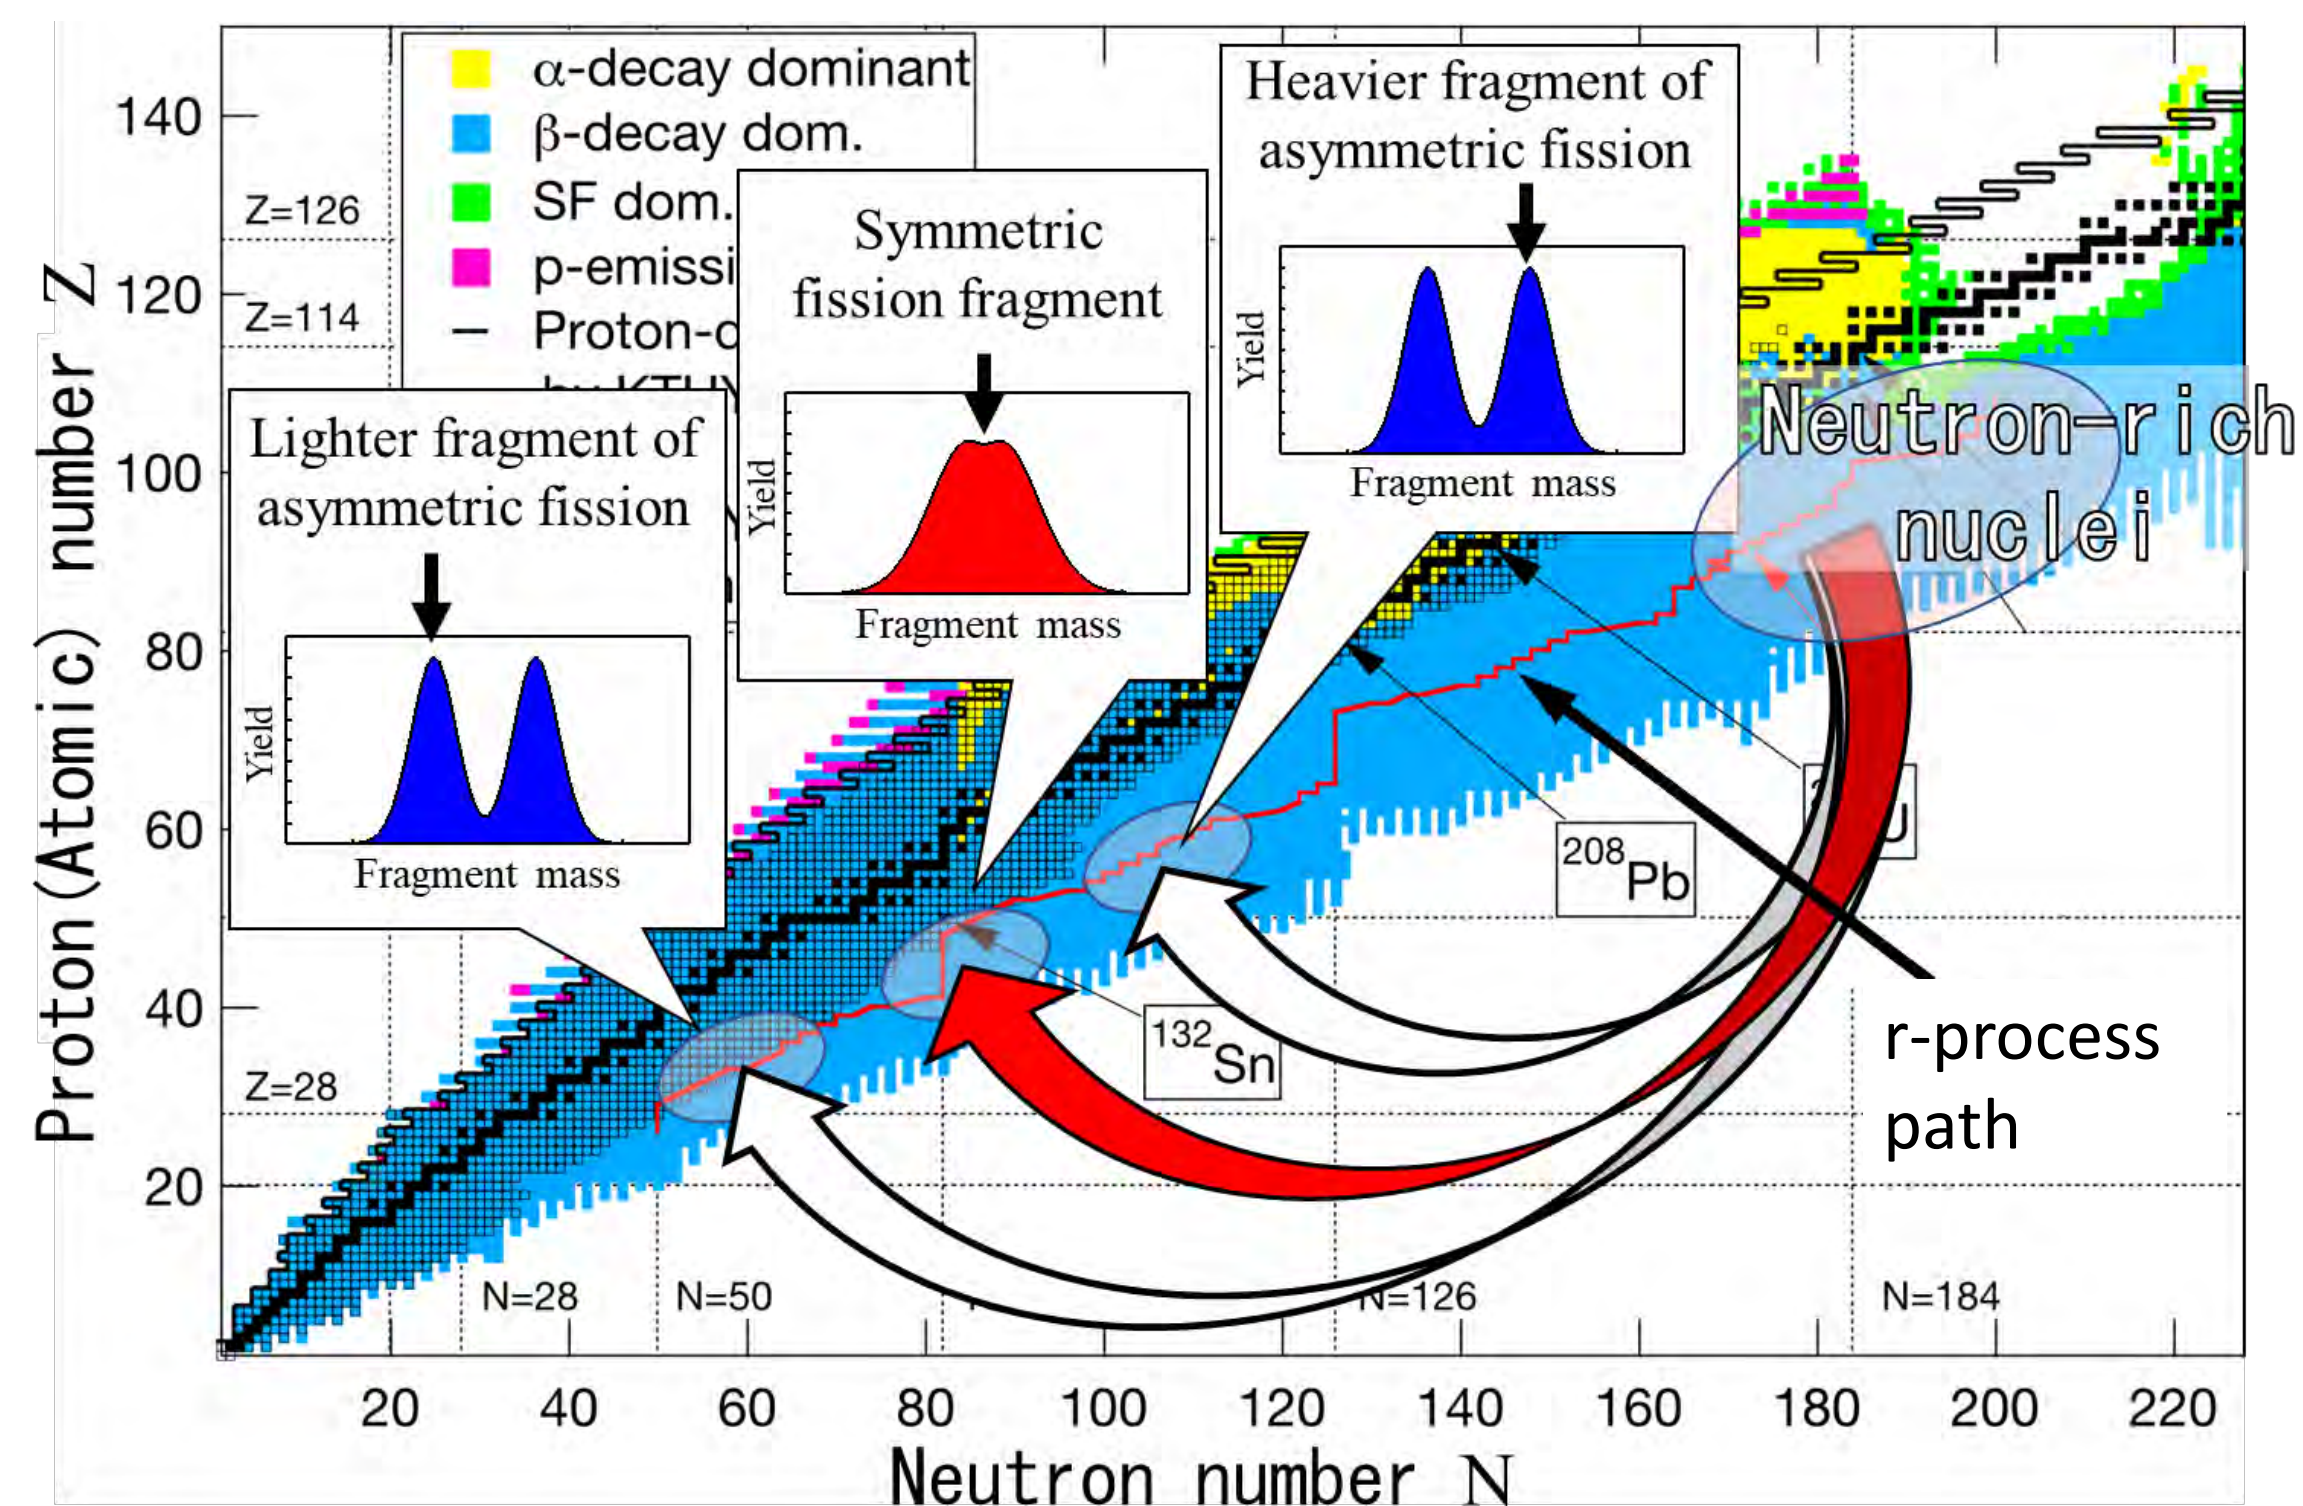 α-decay dominant
β-decay dom.
SF dom.
p-emissi
Proton-
Heavier fragment of
asymmetric fission
Yield
Fragment mass
Symmetric
fission fragment
Yield
Fragment mass
Lighter fragment of
asymmetric fission
Yield
Fragment mass
Neutron-rich
nuclei
Proton(Atomic) number Z
140
120
100
80
60
40
20
Z=126
Z=114
Z=28
208Pb
132Sn
U
r-process
path
N=28
N=50
N=126
N=184
20
40
60
80
100
120
140
160
180
200
220
Neutron number N